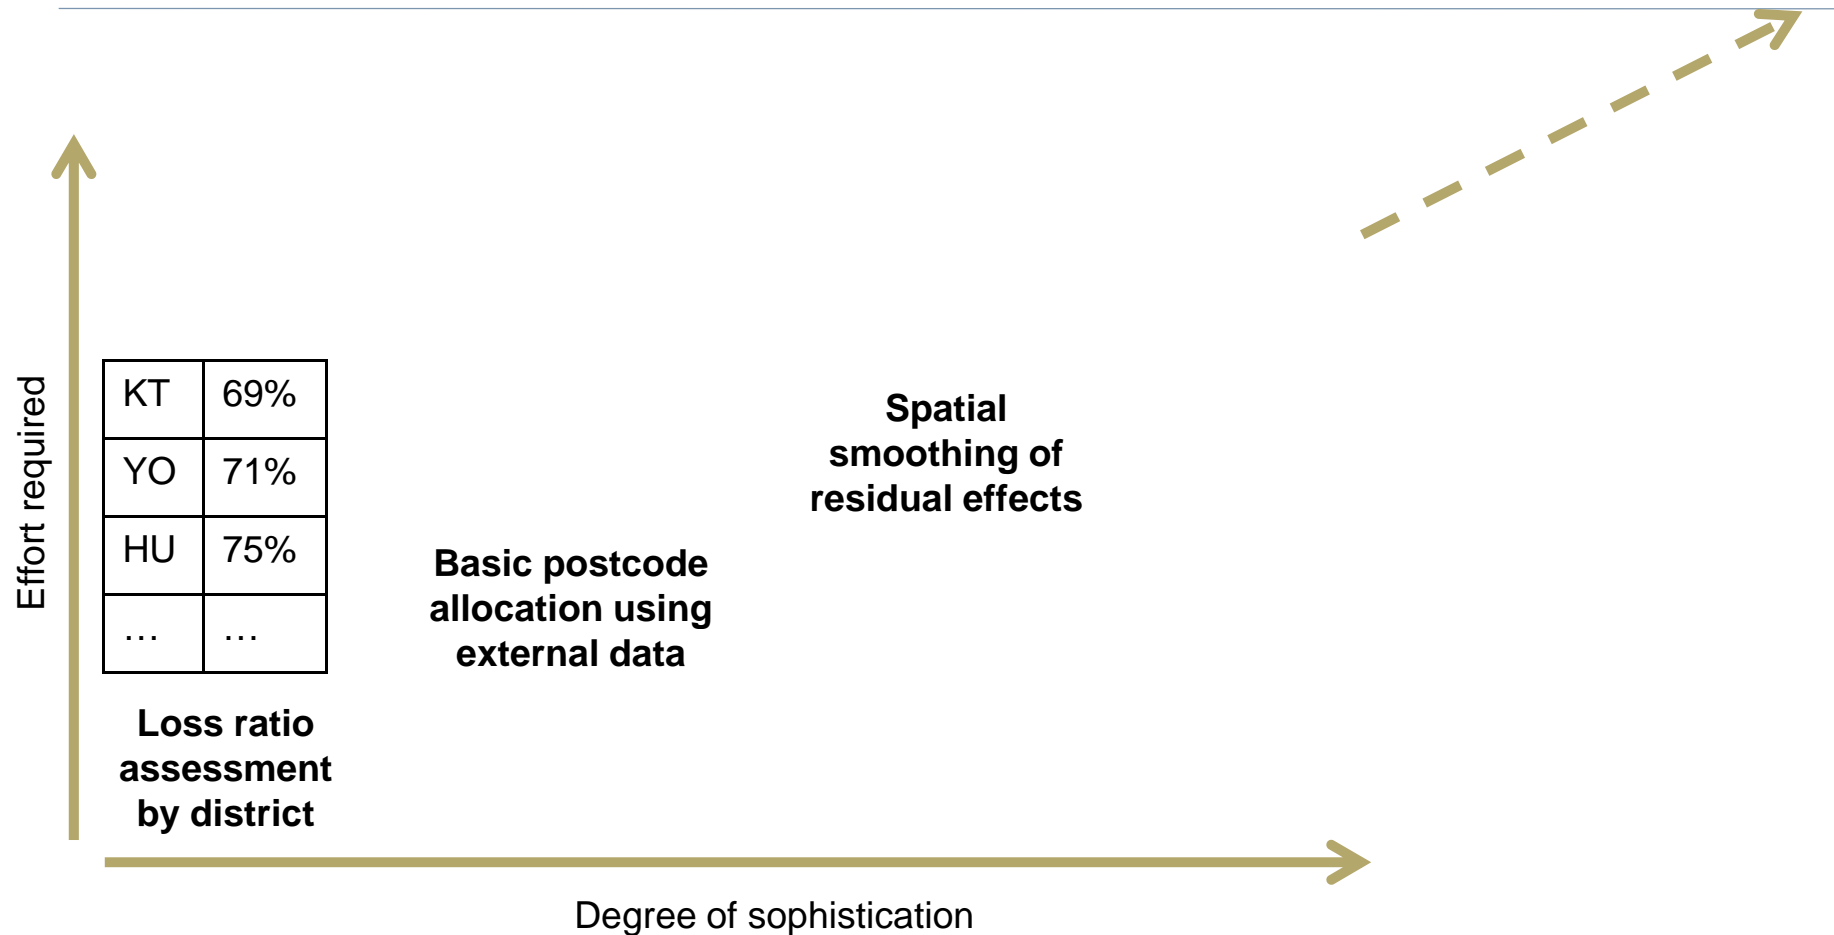 Effort required
KT 69%
YO 71%
HU 75%
… …
Loss ratio
assessment
by district
Basic postcode
allocation using
external data
Spatial
smoothing of
residual effects
Degree of sophistication